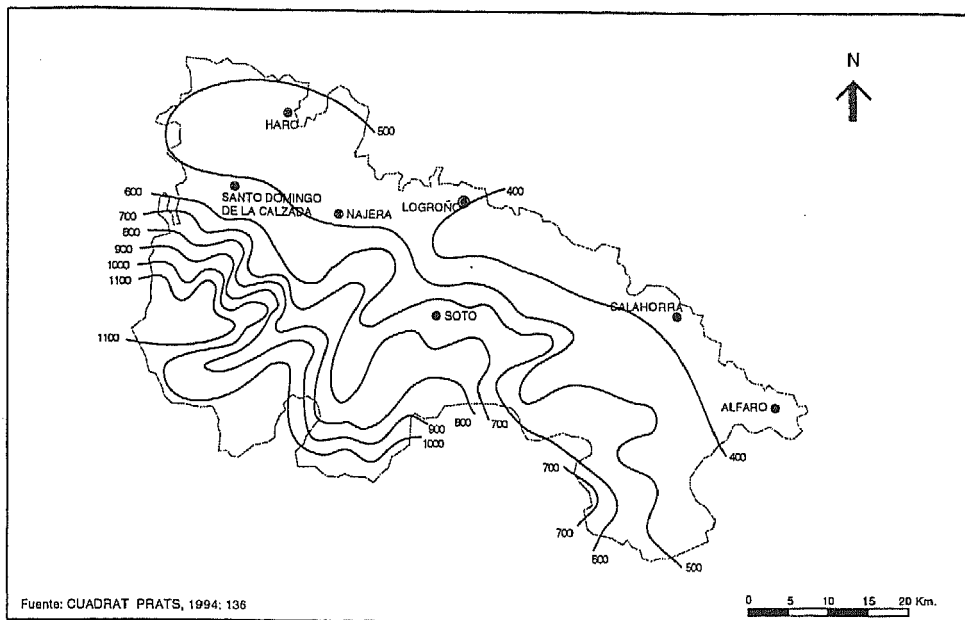 N
HARO
500
SANTO DOMINGO
DE LA CALZADA
NAJERA
LOGROÑO
400
600
700
800
900
1000
1100
1100
SOTO
CALAHORRA
ALFARO
400
900
1000
800
700
700
700
600
500
Fuente: CUADRAT PRATS, 1994: 136
0 5 10 15 20 Km.